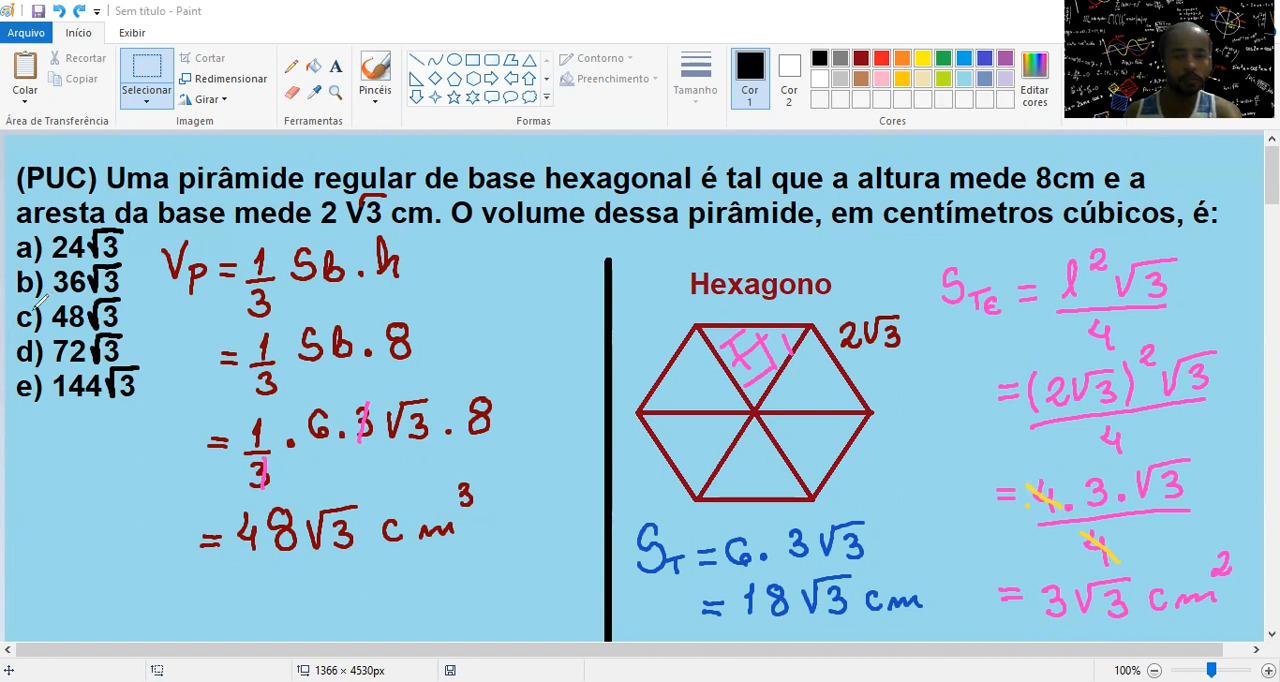 Sem título - Paint
Arquivo Início Exibir
Colar
Recortar
Copiar
Área de Transferência
Selecionar
Cortar
Redimensionar
Girar
Imagem
A
Ferramentas
Pincéis
Contorno
Preenchimento
Formas
Tamanho
Cor 1
Cor 2
Editar cores
Cores
(PUC) Uma pirâmide regular de base hexagonal é tal que a altura mede 8cm e a
aresta da base mede 2 √3 cm. O volume dessa pirâmide, em centímetros cúbicos, é:
a) 24√3
b) 36√3
c) 48√3
d) 72√3
e) 144√3
Vp = 1/3 Sb . h
= 1/3 Sb . 8
= 1/3 . 6 . 3√3 . 8
= 48√3 cm³
Hexagono
2√3
S_T = 6 . 3√3
= 18√3 cm
S_TE = l²√3/4
= (2√3)²√3/4
= 4.3.√3/4
= 3√3 cm²
1366 × 4530px
100%